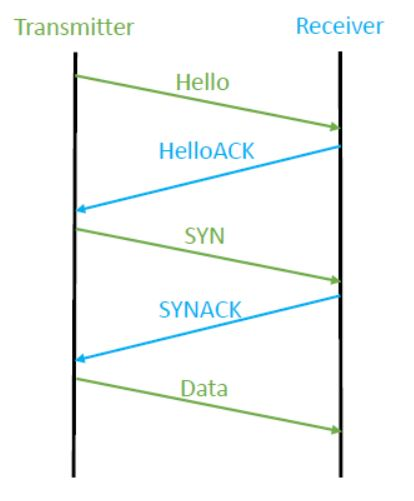 Transmitter
Receiver
Hello
HelloACK
SYN
SYNACK
Data